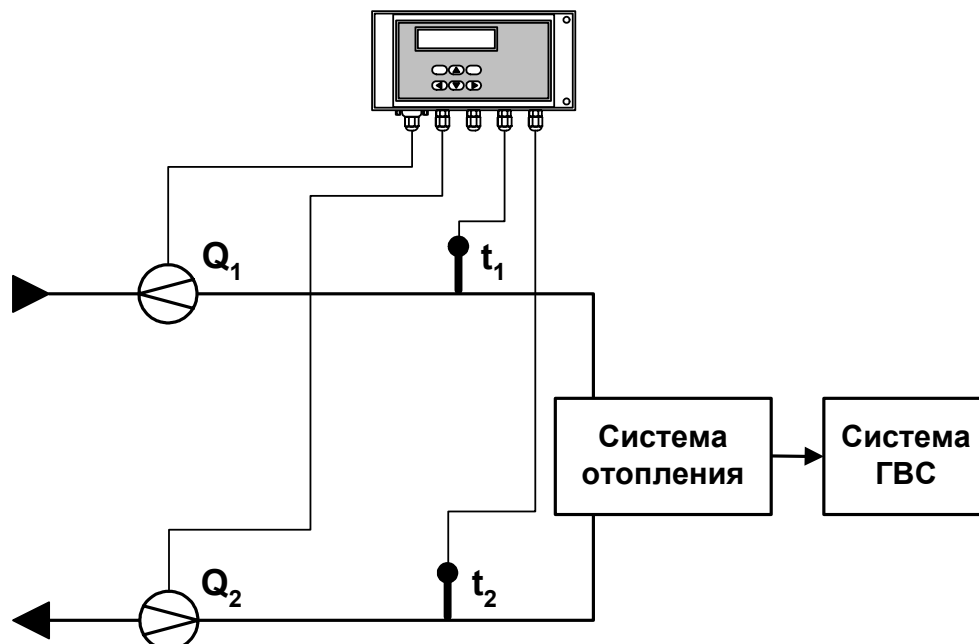 Q1
t1
Система
отопления
Система
ГВС
Q2
t2